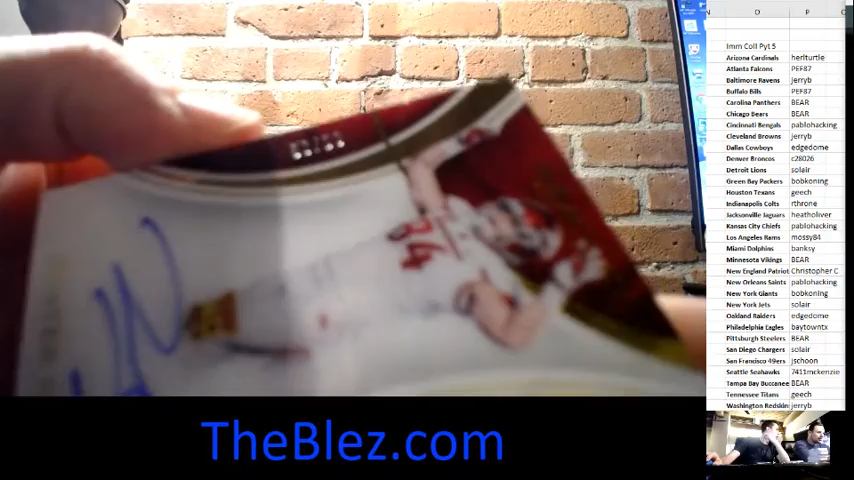 O P
Imm Coll Pyt 5
Arizona Cardinals herlturtle
Atlanta Falcons PEF87
Baltimore Ravens Jerryb
Buffalo Bills PEF87
Carolina Panthers BEAR
Chicago Bears BEAR
Cincinnati Bengals pablohacking
Cleveland Browns jerryb
Dallas Cowboys edgedome
Denver Broncos c28026
Detroit Lions solair
Green Bay Packers bobkoning
Houston Texans geech
Indianapolis Colts rthrone
Jacksonville Jaguars heatholiver
Kansas City Chiefs pablohacking
Los Angeles Rams mossy84
Miami Dolphins banksy
Minnesota Vikings BEAR
New England Patriot Christopher C
New Orleans Saints pablohacking
New York Giants bobkoning
New York Jets solair
Oakland Raiders edgedome
Philadelphia Eagles baytowntx
Pittsburgh Steelers BEAR
San Diego Chargers solair
San Francisco 49ers jschoon
Seattle Seahawks 7411mckenzie
Tampa Bay Buccanee BEAR
Tennessee Titans geech
Washington Redskin jerryb
84
TheBlez.com